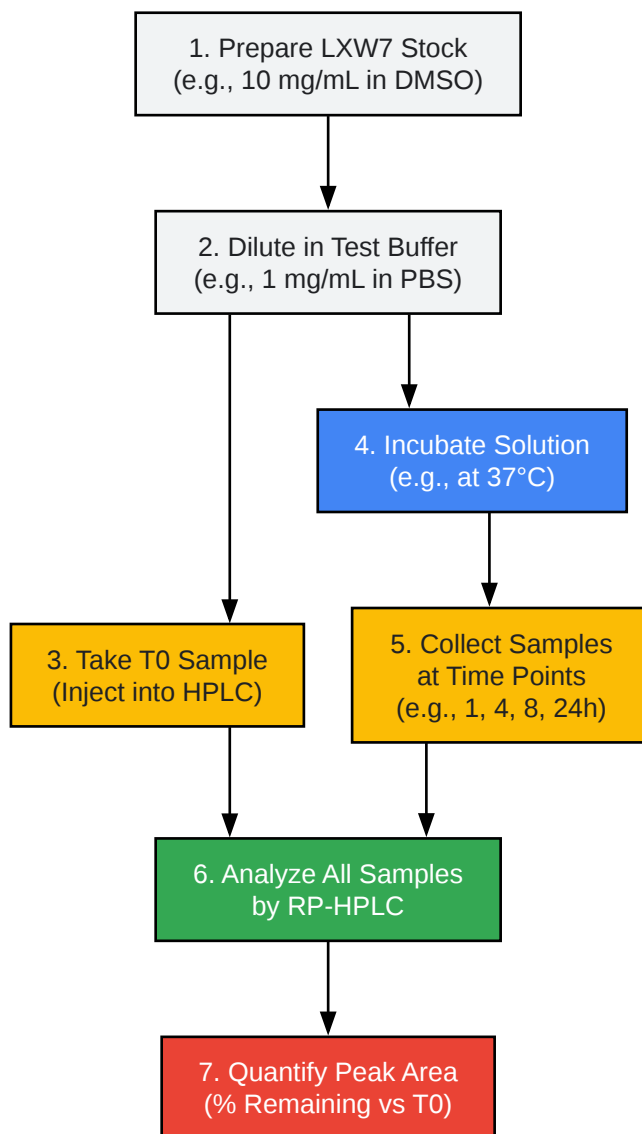 1. Prepare LXW7 Stock
(e.g., 10 mg/mL in DMSO)
2. Dilute in Test Buffer
(e.g., 1 mg/mL in PBS)
4. Incubate Solution
(e.g., at 37°C)
3. Take T0 Sample
(Inject into HPLC)
5. Collect Samples
at Time Points
(e.g., 1, 4, 8, 24h)
6. Analyze All Samples
by RP-HPLC
7. Quantify Peak Area
(% Remaining vs T0)